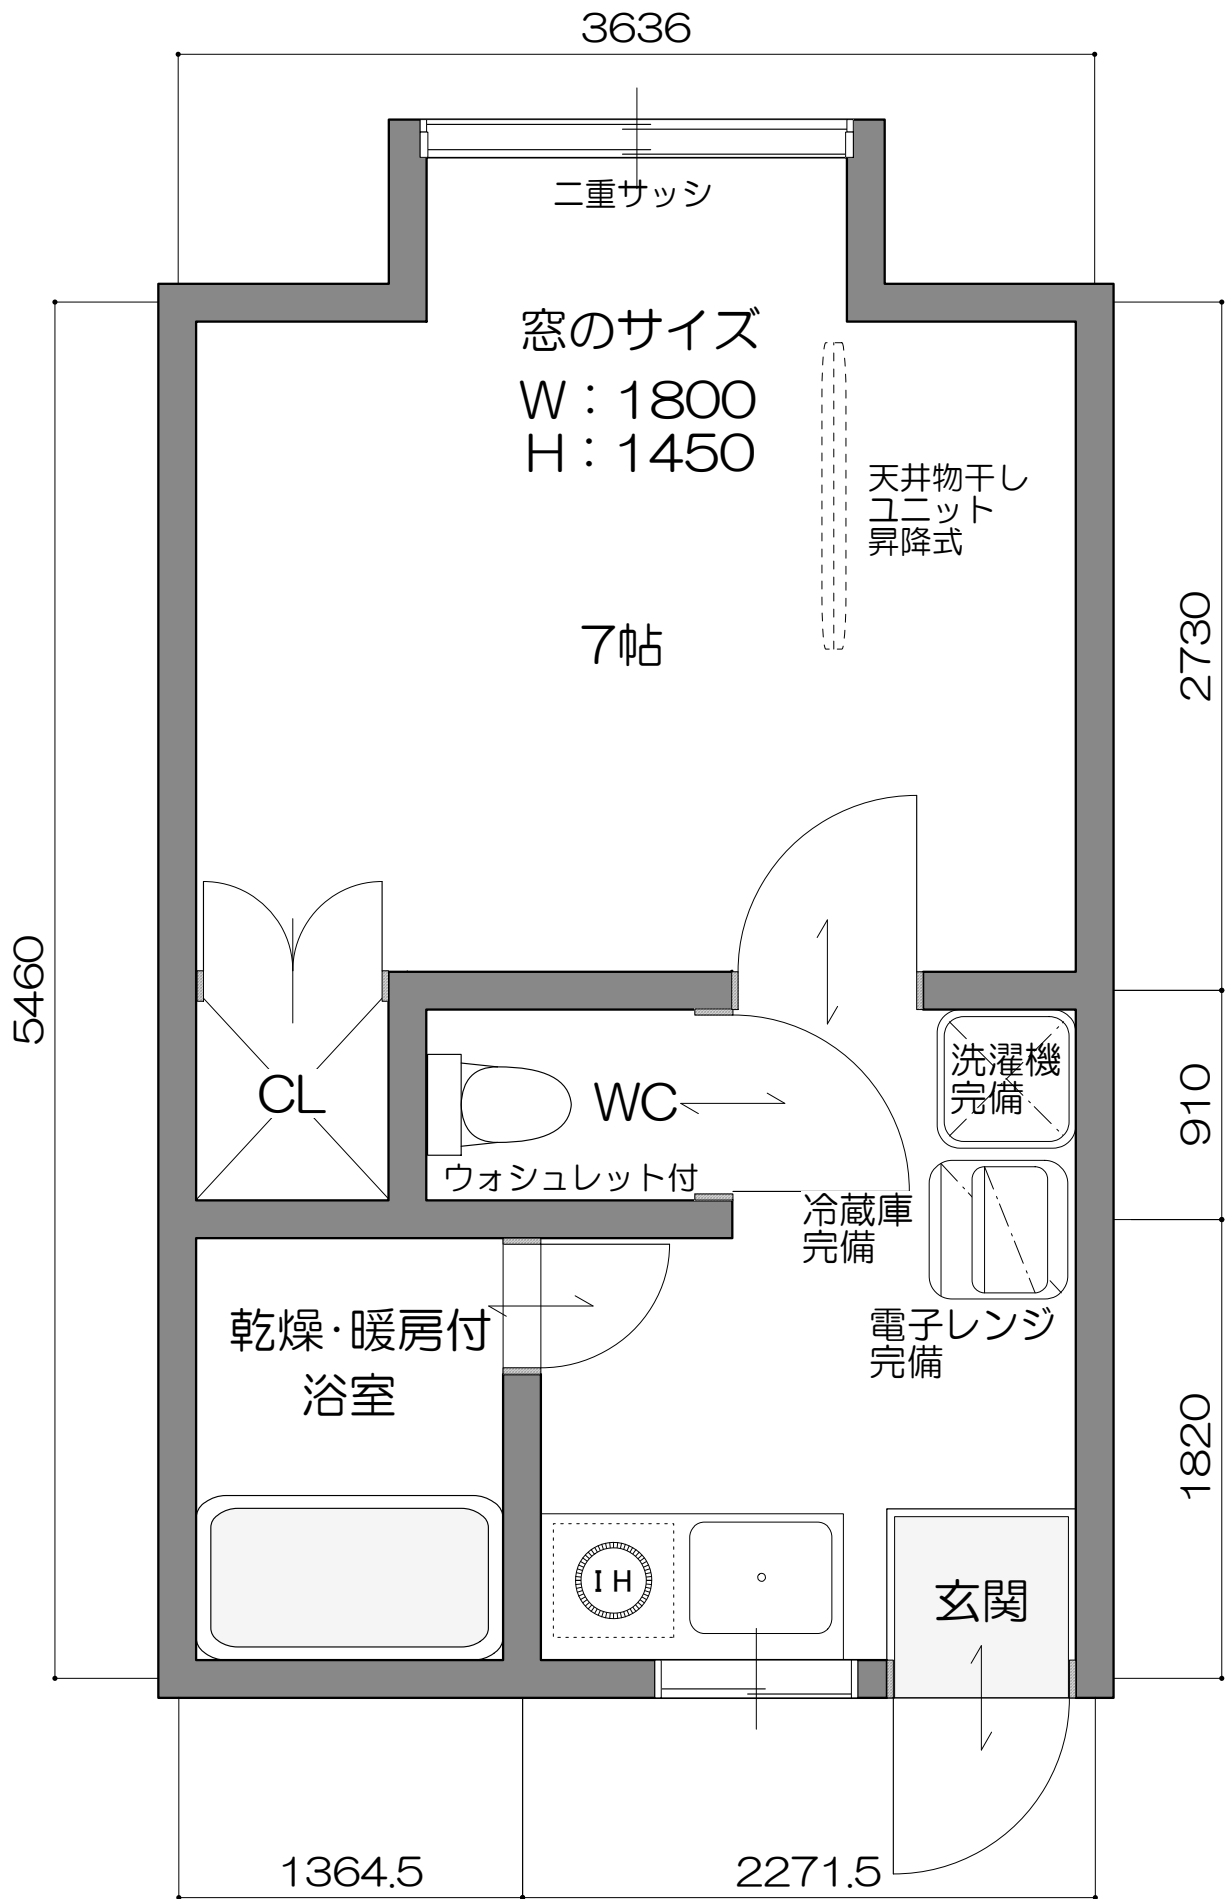 3636
二重サッシ
窓のサイズ
W：1800
H：1450
天井物干し
ユニット
昇降式
7帖
2730
5460
CL
WC
ウォシュレット付
洗濯機
完備
910
冷蔵庫
完備
乾燥・暖房付
浴室
電子レンジ
完備
1820
IH
玄関
1364.5
2271.5